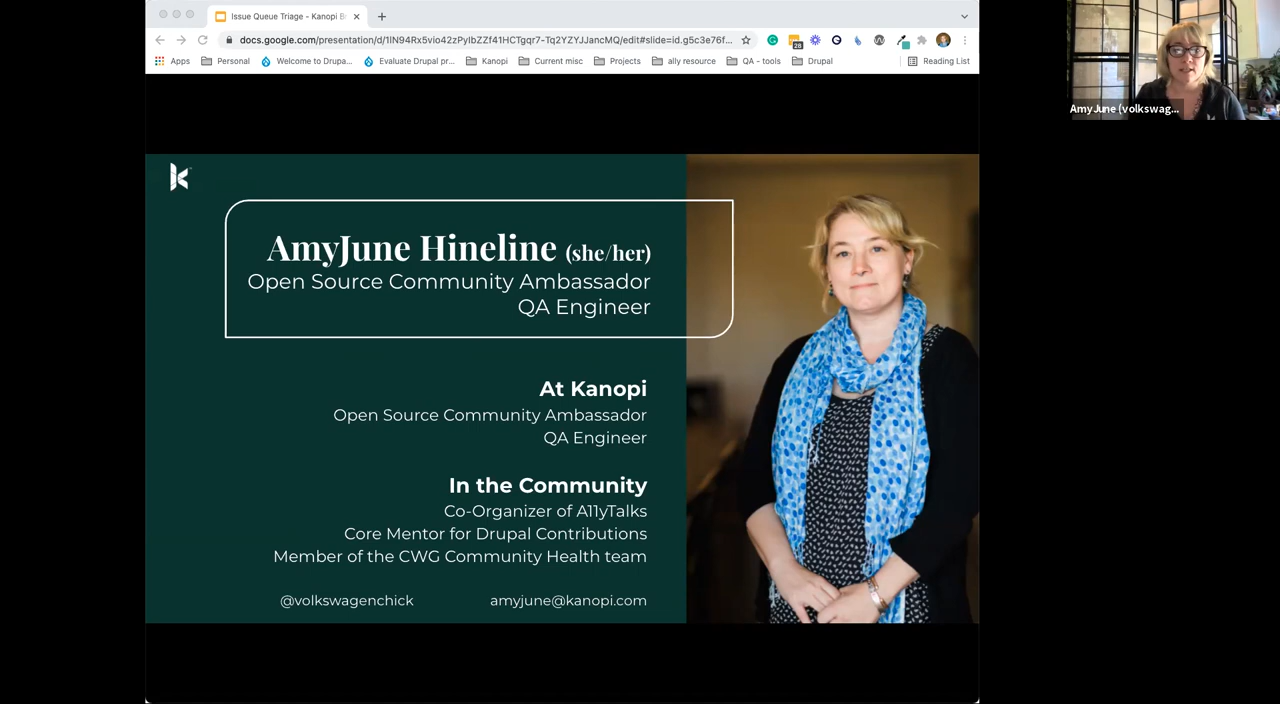 Issue Queue Triage - Kanopi B
docs.google.com/presentation/d/1IN94Rx5vio42zPyIbZZf41HCTgqr7-Tq2YZYJJancMQ/edit#slide=id.g5c3e76f...
28
Apps
Personal
Welcome to Drupa...
Evaluate Drupal pr...
Kanopi
Current misc
Projects
ally resource
QA - tools
Drupal
Reading List
AmyJune (volkswag...
AmyJune Hineline (she/her)
Open Source Community Ambassador
QA Engineer
At Kanopi
Open Source Community Ambassador
QA Engineer
In the Community
Co-Organizer of A11yTalks
Core Mentor for Drupal Contributions
Member of the CWG Community Health team
@volkswagenchick
amyjune@kanopi.com